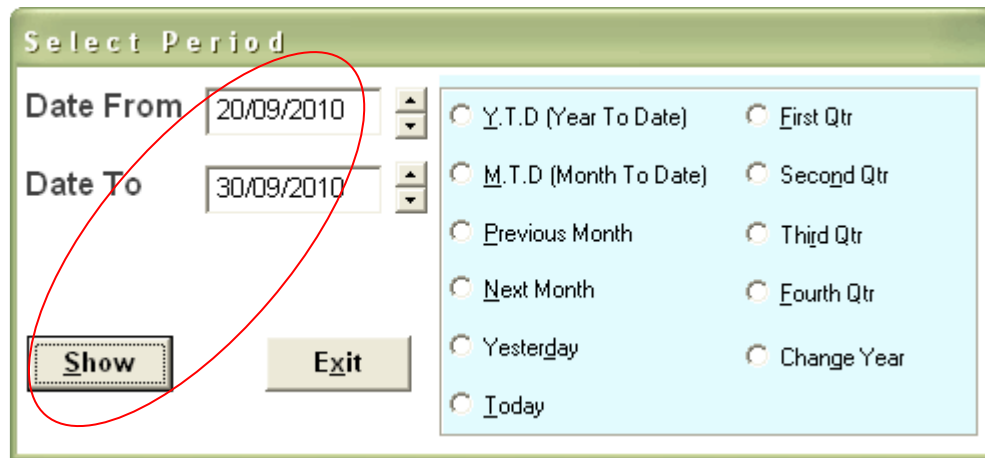 Select Period
Date From 20/09/2010
Date To 30/09/2010
Show Exit
Y.T.D (Year To Date) First Qtr
M.T.D (Month To Date) Second Qtr
Previous Month Third Qtr
Next Month Fourth Qtr
Yesterday Change Year
Today